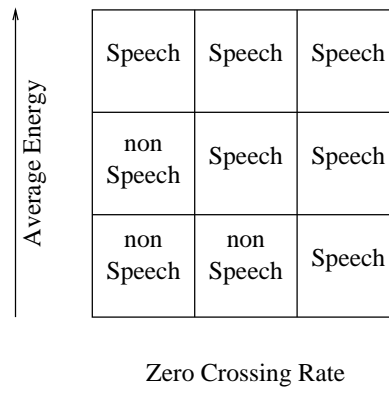 Speech Speech Speech
Average Energy
non
Speech
Speech
Speech
non
Speech
non
Speech
Speech
Zero Crossing Rate